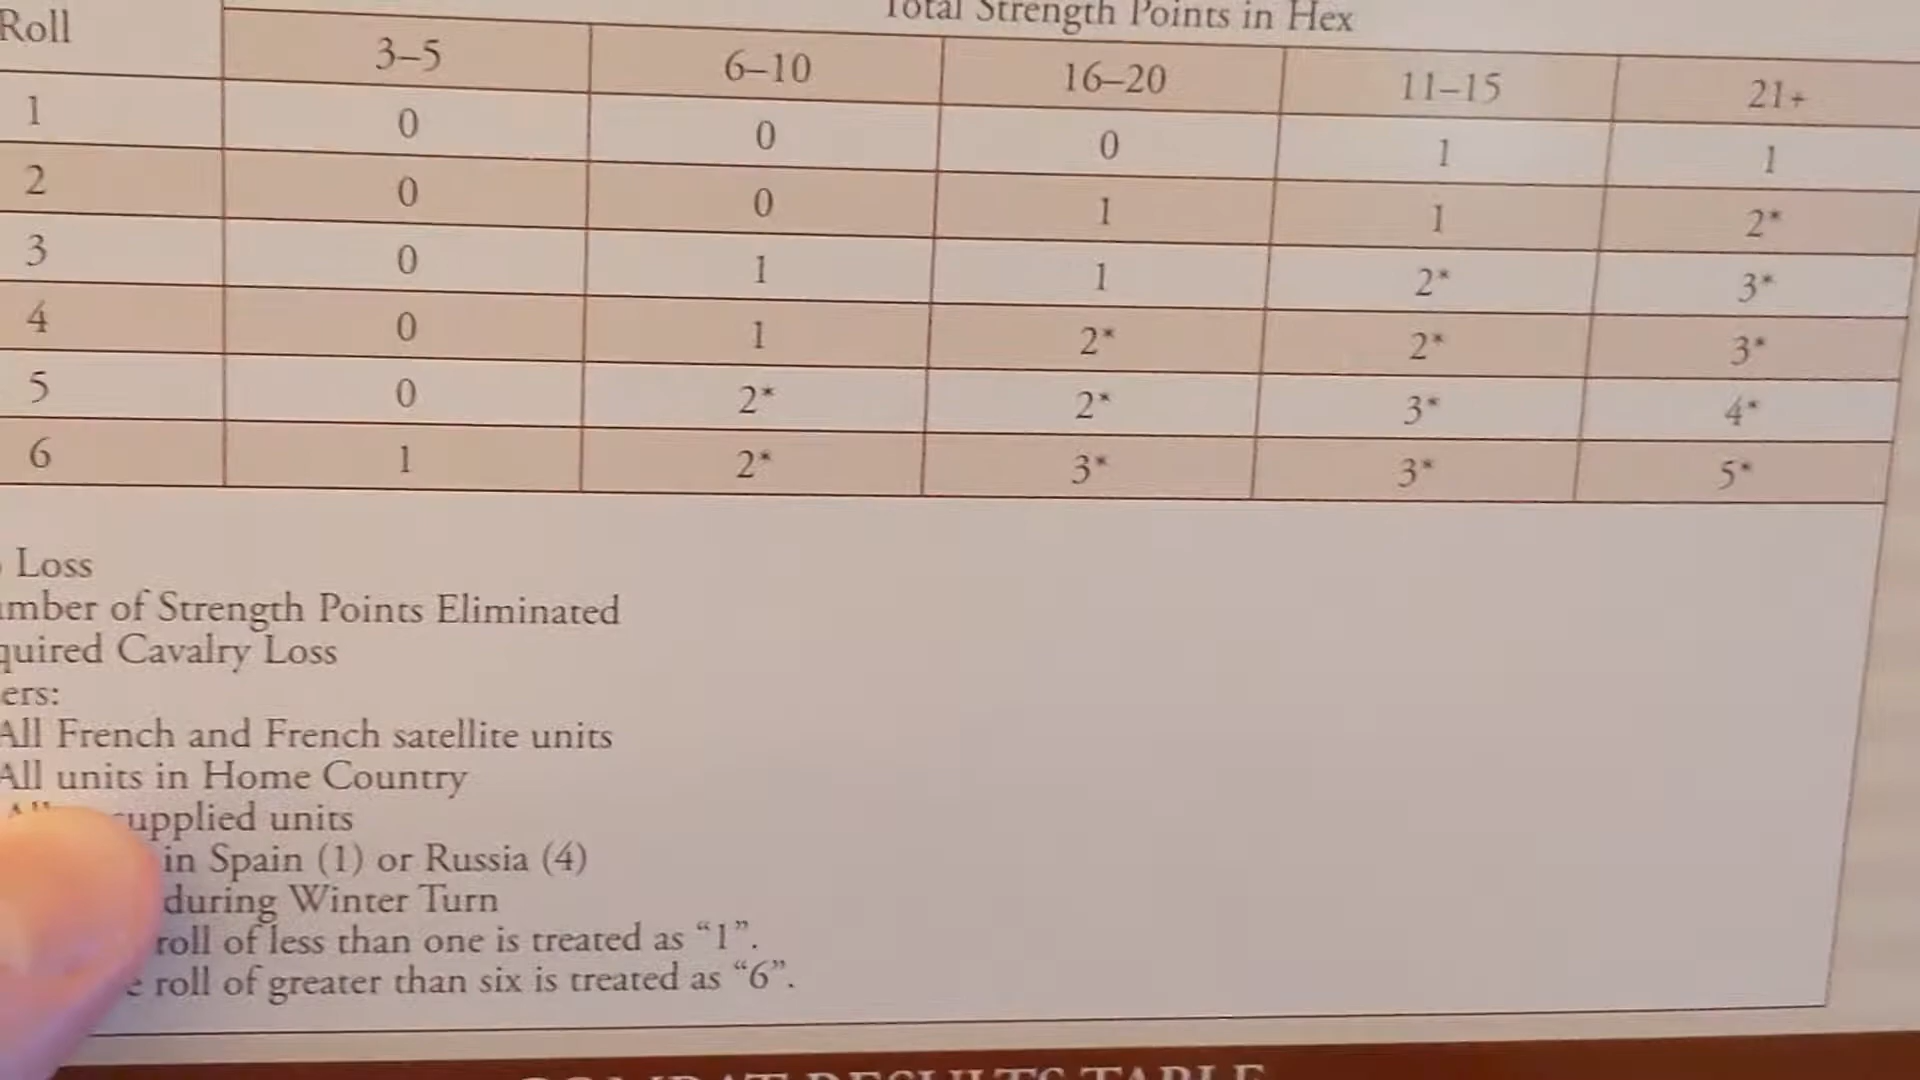 Roll
Total Strength Points in Hex
3–5 6–10 16–20 11–15 21+
1 0 0 0 1 1
2 0 0 1 1 2*
3 0 1 1 2* 3*
4 0 1 2* 2* 3*
5 0 2* 2* 3* 4*
6 1 2* 3* 3* 5*
Loss
of Strength Points Eliminated
Cavalry Loss
All French and French satellite units
All units in Home Country
units
in Spain (1) or Russia (4)
during Winter Turn
roll of less than one is treated as “1”.
roll of greater than six is treated as “6”.
COMBAT RESULTS TABLE